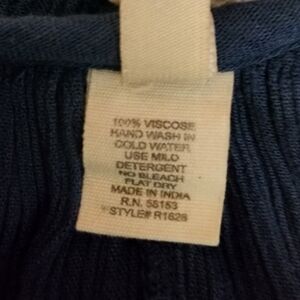 100% VISCOSE
HAND WASH IN
COLD WATER
USE MILD
DETERGENT
NO BLEACH
FLAT DRY
MADE IN INDIA
R.N. 58153
STYLE# R1628